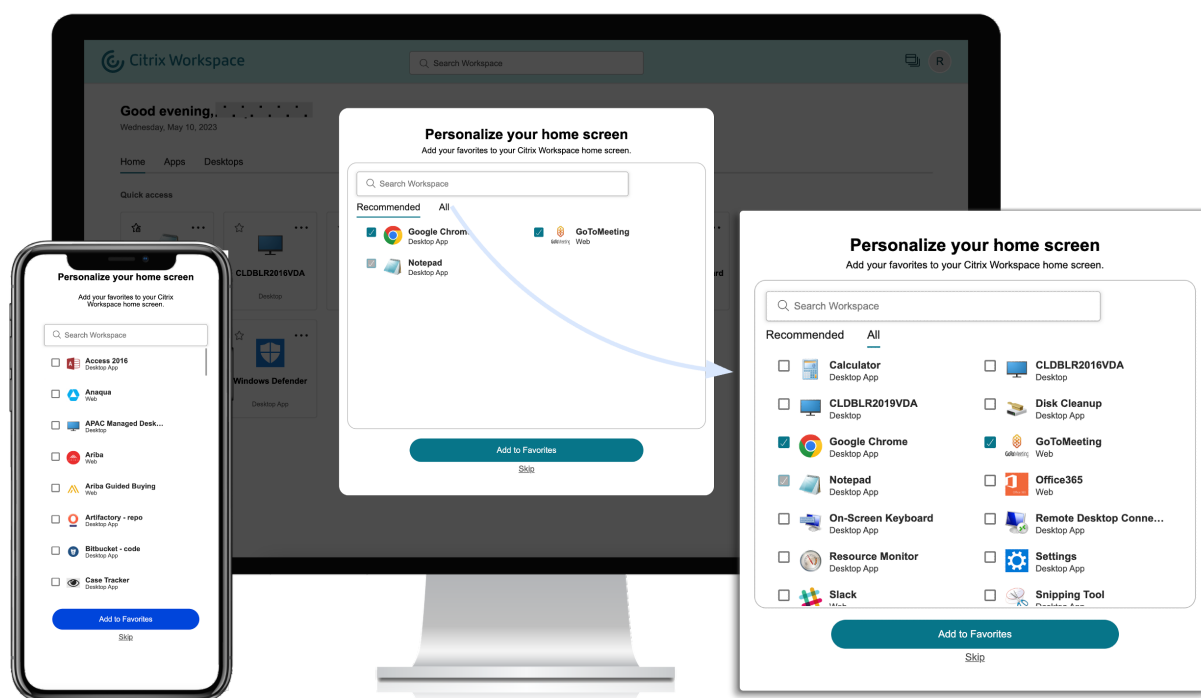 Citrix Workspace
Search Workspace
R
Good evening,
Wednesday, May 10, 2023
Home Apps Desktops
Quick access
CLDBLR2016VDA
Desktop
Windows Defender
Desktop App
Personalize your home screen
Add your favorites to your Citrix Workspace home screen.
Search Workspace
Recommended All
Google Chrom
Desktop App
GoToMeeting
Web
Notepad
Desktop App
Add to Favorites
Skip
Personalize your home screen
Add your favorites to your Citrix
Workspace home screen.
Search Workspace
Access 2016
Desktop App
Anaqua
Web
APAC Managed Desk...
Desktop
Ariba
Web
Ariba Guided Buying
Web
Artifactory - repo
Desktop App
Bitbucket - code
Desktop App
Case Tracker
Desktop App
Add to Favorites
Skip
Personalize your home screen
Add your favorites to your Citrix Workspace home screen.
Search Workspace
Recommended All
Calculator
Desktop App
CLDBLR2016VDA
Desktop
CLDBLR2019VDA
Desktop
Disk Cleanup
Desktop App
Google Chrome
Desktop App
GoToMeeting
GoToMeeting
Web
Notepad
Desktop App
Office365
Web
On-Screen Keyboard
Desktop App
Remote Desktop Conne...
Desktop App
Resource Monitor
Desktop App
Settings
Desktop App
Slack
Web
Snipping Tool
Desktop App
Add to Favorites
Skip